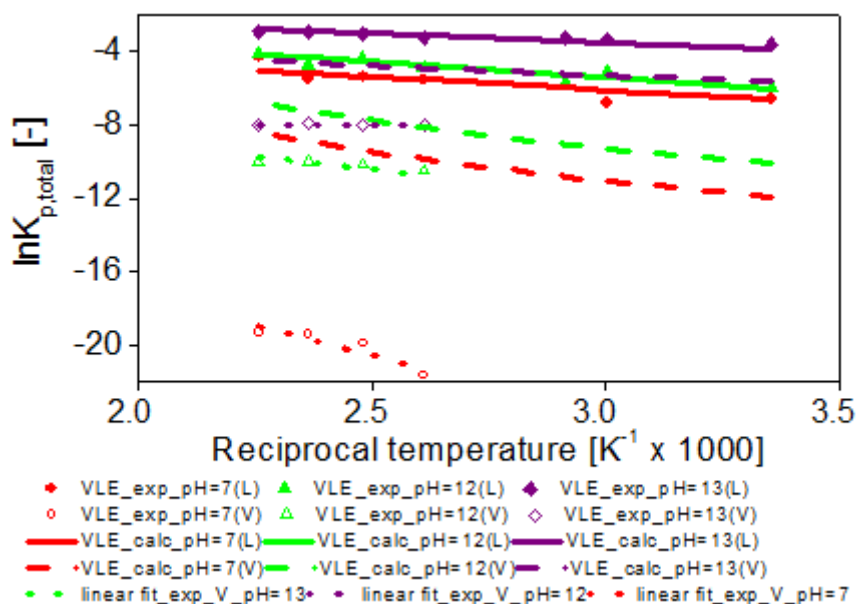 -4
-8
-12
-16
-20
lnK_p,total [-]
2.0 2.5 3.0 3.5
Reciprocal temperature [K^-1 x 1000]
VLE_exp_pH=7(L) VLE_exp_pH=12(L) VLE_exp_pH=13(L)
VLE_exp_pH=7(V) VLE_exp_pH=12(V) VLE_exp_pH=13(V)
VLE_calc_pH=7(L) VLE_calc_pH=12(L) VLE_calc_pH=13(L)
VLE_calc_pH=7(V) VLE_calc_pH=12(V) VLE_calc_pH=13(V)
linear fit_exp_V_pH=13 linear fit_exp_V_pH=12 linear fit_exp_V_pH=7